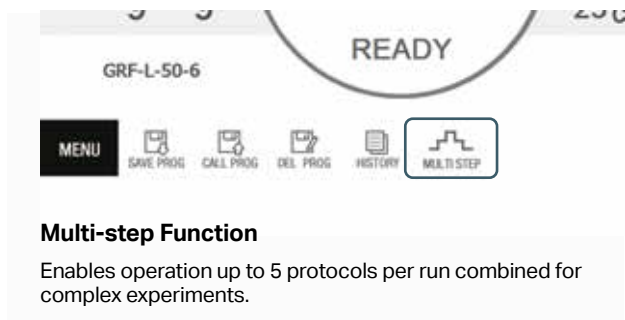 READY
GRF-L-50-6
MENU
SAVE PROG
CALL PROG
DEL PROG
HISTORY
MULTI STEP
Multi-step Function
Enables operation up to 5 protocols per run combined for
complex experiments.